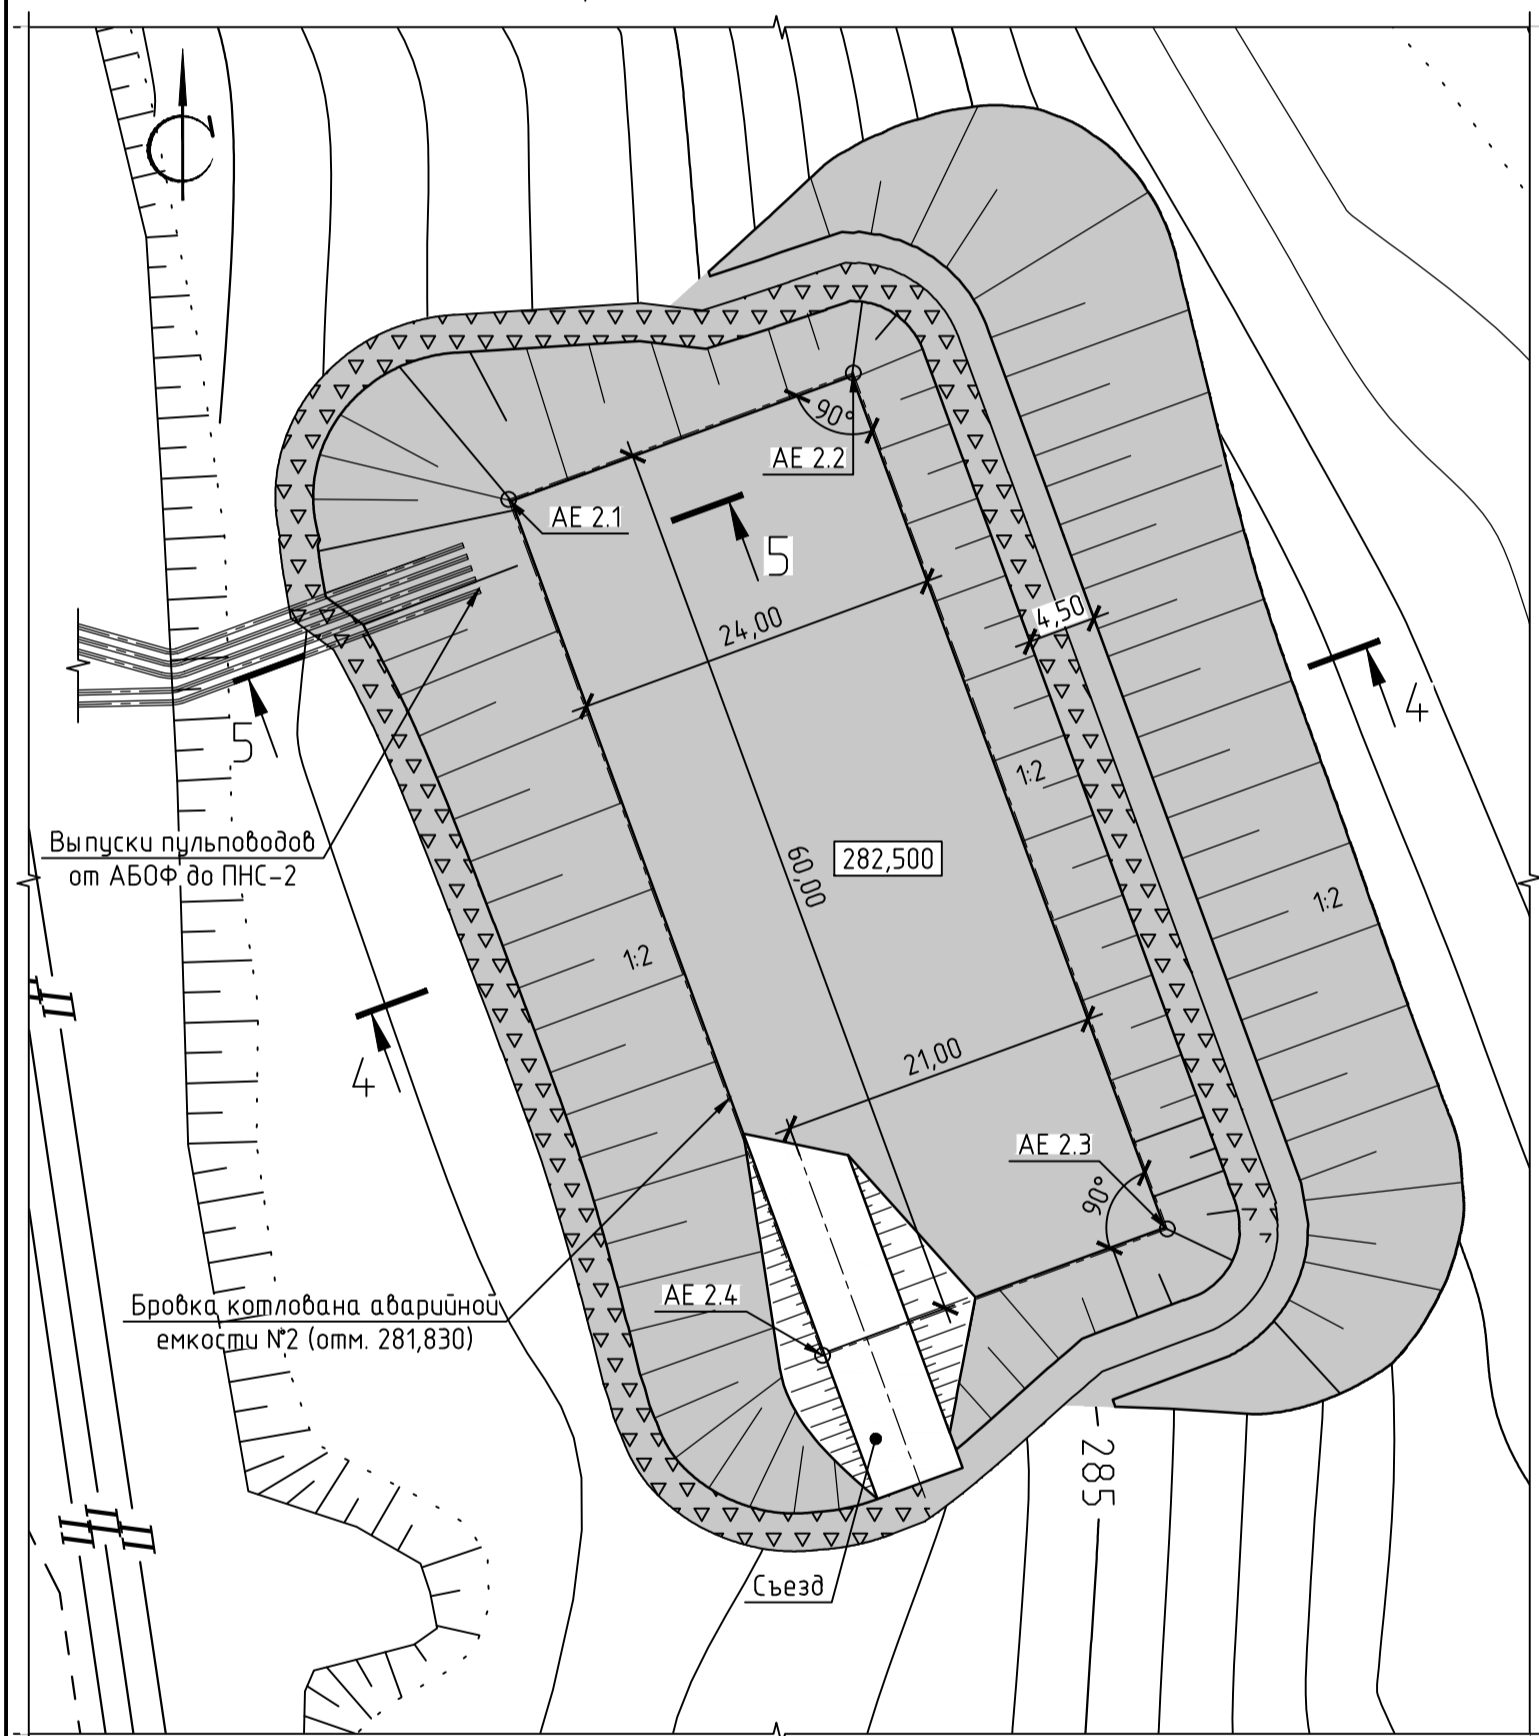 90°
АЕ 2.2
АЕ 2.1
5
24,00
4,50
4
5
1:2
Выпуски пульповодов
от АБОФ до ПНС-2
60,00
282,500
1:2
1:2
4
21,00
АЕ 2.3
90°
АЕ 2.4
Бровка котлована аварийной
емкости №2 (отм. 281,830)
285
Съезд